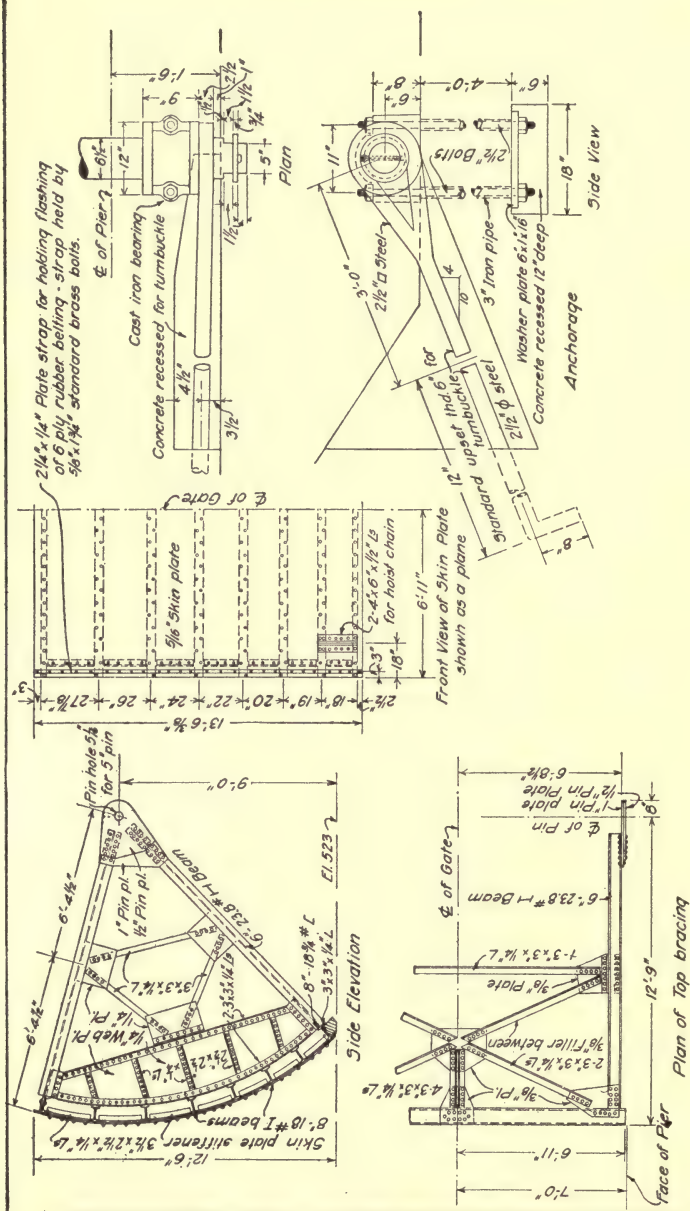 2¼"x¼" Plate strap for holding flashing
of 6 ply rubber belting - strap held by
⅝"x1¾" standard brass bolts.
℄ of Pier
6½"
12"
1'-6"
9"
1½"
2½"
1"
1½"
¾"
5"
1½"
Cast iron bearing
Concrete recessed for turnbuckle
4½"
3½"
Plan
℄ of Gate
5/16" Skin plate
2-4"x6"x½" Ls
for hoist chain
3"
18"
6'-11"
3"
27⅞"
26"
24"
22"
20"
19"
18"
2½"
13'-6⅜"
Front View of Skin Plate
shown as a plane
11"
8"
6"
4'-0"
6"
3'-0"
2½" □ Steel
2½" Bolts
4
10
3" Iron pipe
Washer plate 6x1x16
Concrete recessed 12" deep
18"
Side View
12"
Standard upset thd. 6" for
turnbuckle
2½" ϕ steel
8"
Anchorage
Pin hole 5⅛"
for 5" pin
6'-4½"
6'-4½"
1" Pin pl.
½" Pin pl.
6"-23.8# H Beam
¼" Web Pl.
¼" Pl.
3"x3"x¼" L
2-3"x3"x¼" Ls
8"-18¾# [
3"x3"x¼" L
8"-18# I beams
Skin plate stiffener
3½"x2½"x¼" Ls
12'-6"
9'-0"
El. 523
Side Elevation
℄ of Gate
6'-8½"
½" Pin Plate
1" Pin plate
8"
℄ of Pin
6"-23.8# H Beam
1-3"x3"x¼" L
⅜" Plate
⅜" Filler between
2-3"x3"x¼" Ls
4-3"x3"x¼" Ls
⅜" Pl.
12'-9"
6'-11"
7'-0"
Face of Pier
Plan of Top bracing